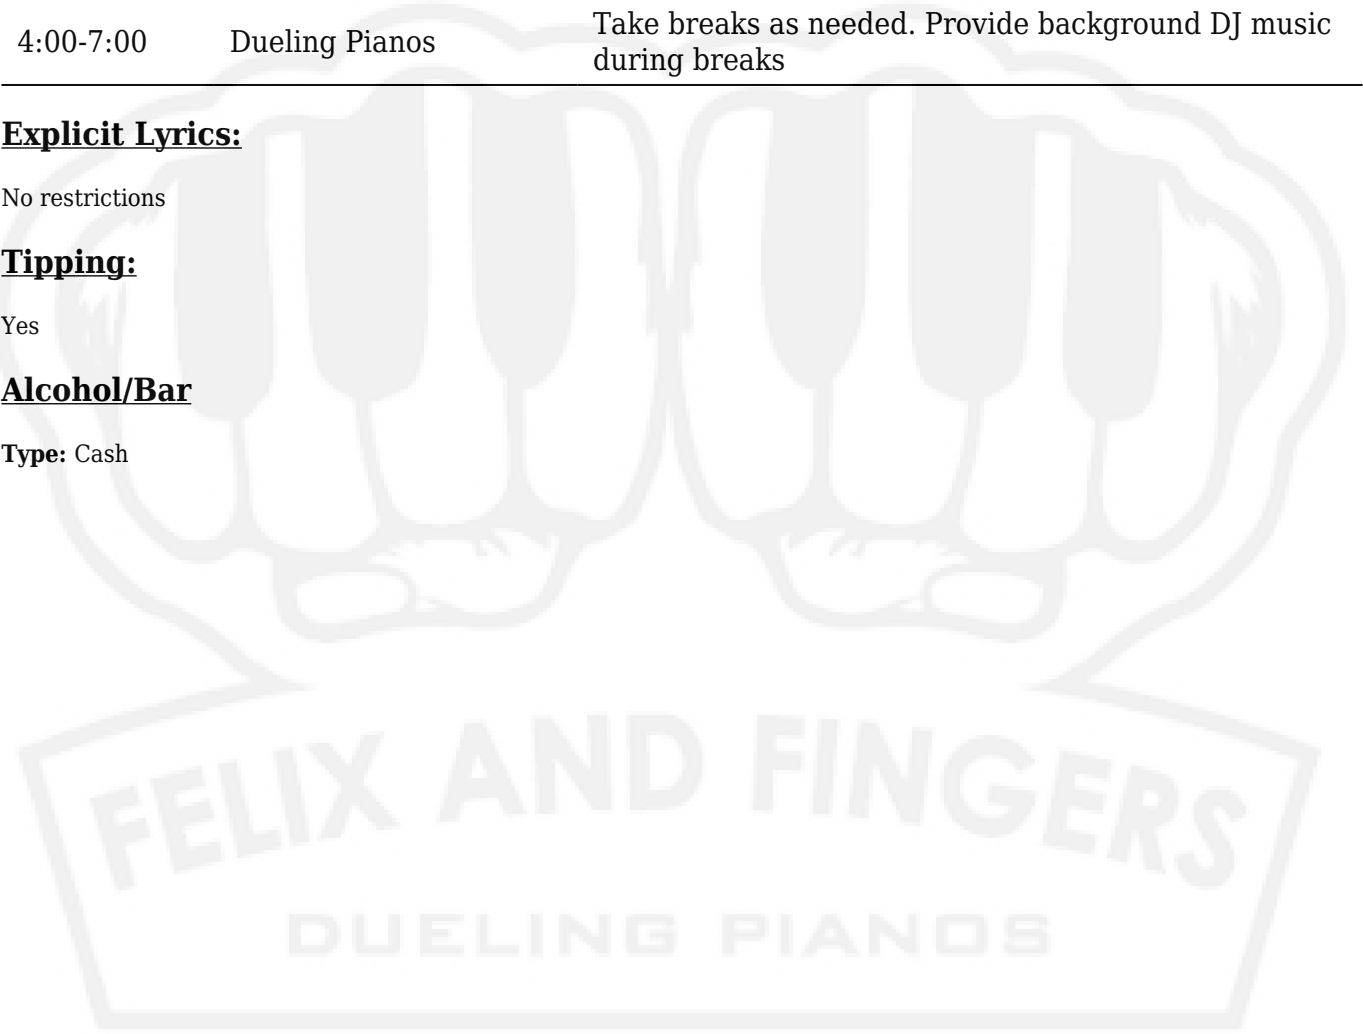 4:00-7:00 Dueling Pianos Take breaks as needed. Provide background DJ music
during breaks
Explicit Lyrics:
No restrictions
Tipping:
Yes
Alcohol/Bar
Type: Cash
FELIX AND FINGERS
DUELING PIANOS